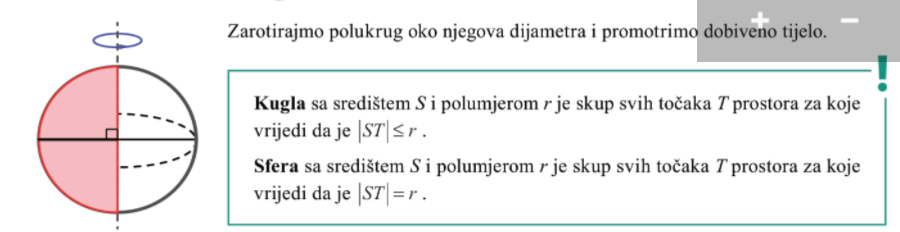 Zarotirajmo polukrug oko njegova dijametra i promotrimo dobiveno tijelo.
Kugla sa središtem S i polumjerom r je skup svih točaka T prostora za koje
vrijedi da je |ST| ≤ r .
Sfera sa središtem S i polumjerom r je skup svih točaka T prostora za koje
vrijedi da je |ST| = r .